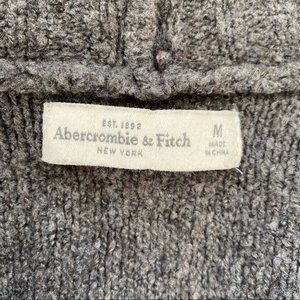 EST. 1892
Abercrombie & Fitch
NEW YORK
M
MADE
IN CHINA